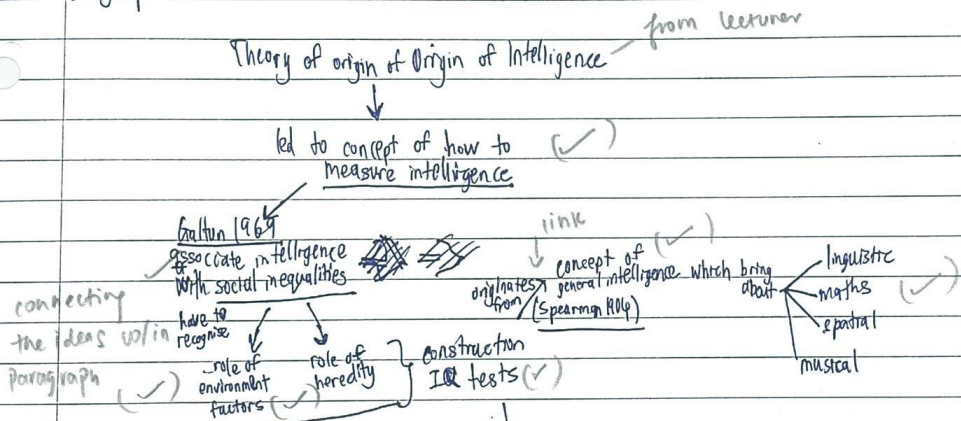 from lecturer
Theory of origin of Origin of Intelligence
led to concept of how to
measure intelligence
Galtun 1969
associate intelligence
with social inequalities
connecting
the ideas w/in
paragraph
have to
recognise
role of
environment
factors
role of
heredity
construction
IQ tests
link
originates
from
concept of
general intelligence which bring
about
(Spearman 1904)
linguistic
maths
spatial
musical